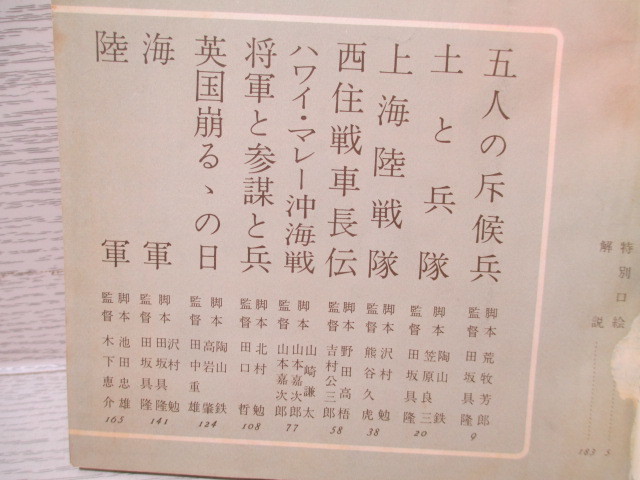 特別口絵 5
解説 183
五人の斥候兵
脚本 荒牧芳郎
監督 田坂具隆
9
土と兵隊
脚本 陶山鉄
笠原良三
監督 田坂具隆
20
上海陸戦隊
脚本 沢村勉
監督 熊谷久虎
38
西住戦車長伝
脚本 野田高梧
監督 吉村公三郎
58
ハワイ・マレー沖海戦
脚本 山崎謙太
山本嘉次郎
監督 山本嘉次郎
77
将軍と参謀と兵
脚本 北村勉
監督 田口哲
108
英国崩るゝの日
脚本 陶山鉄
高岩肇
監督 田中重雄
124
海軍
脚本 沢村勉
田坂具隆
監督 田坂具隆
141
陸軍
脚本 池田忠雄
監督 木下恵介
165